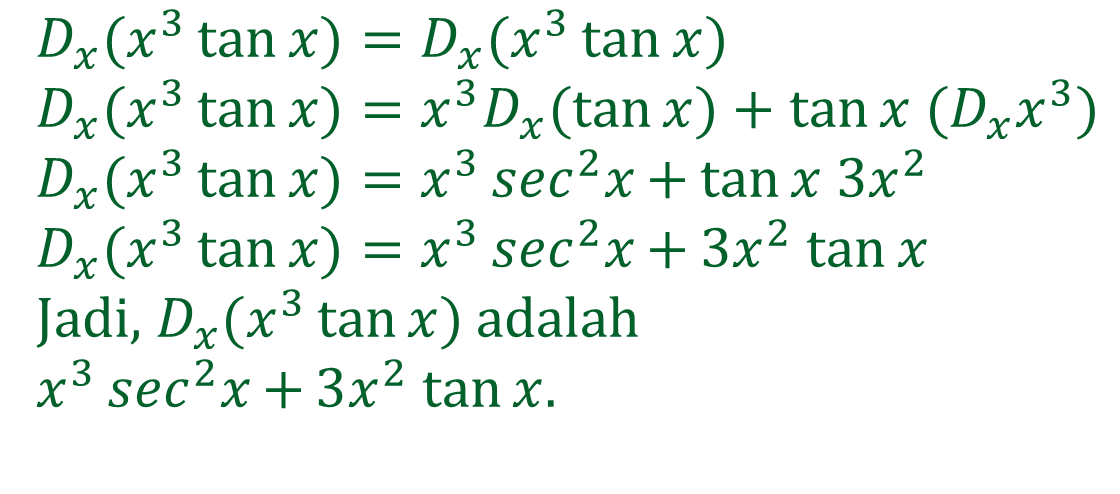 Dₓ(x³ tan x) = Dₓ(x³ tan x)
Dₓ(x³ tan x) = x³Dₓ(tan x) + tan x (Dₓx³)
Dₓ(x³ tan x) = x³ sec²x + tan x 3x²
Dₓ(x³ tan x) = x³ sec²x + 3x² tan x
Jadi, Dₓ(x³ tan x) adalah
x³ sec²x + 3x² tan x.